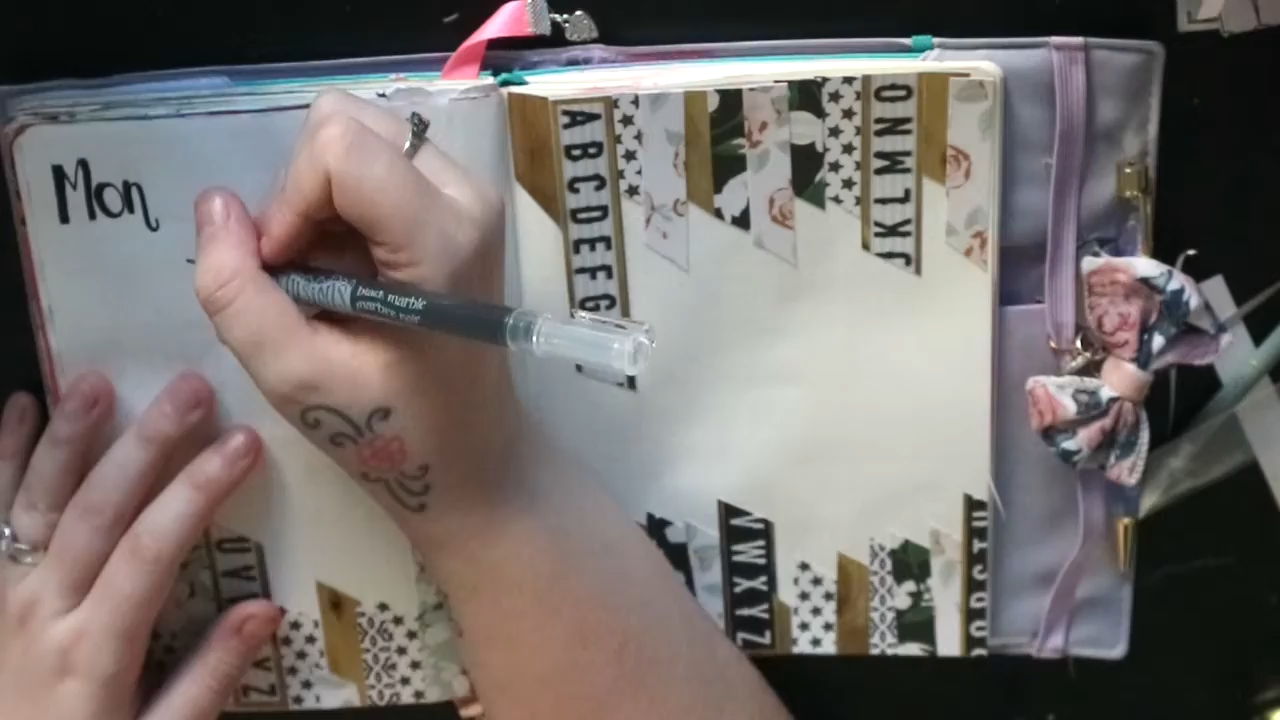 Mon
black marble
marbre noir
ABCDEFG
JKLMNO
VWXYZ